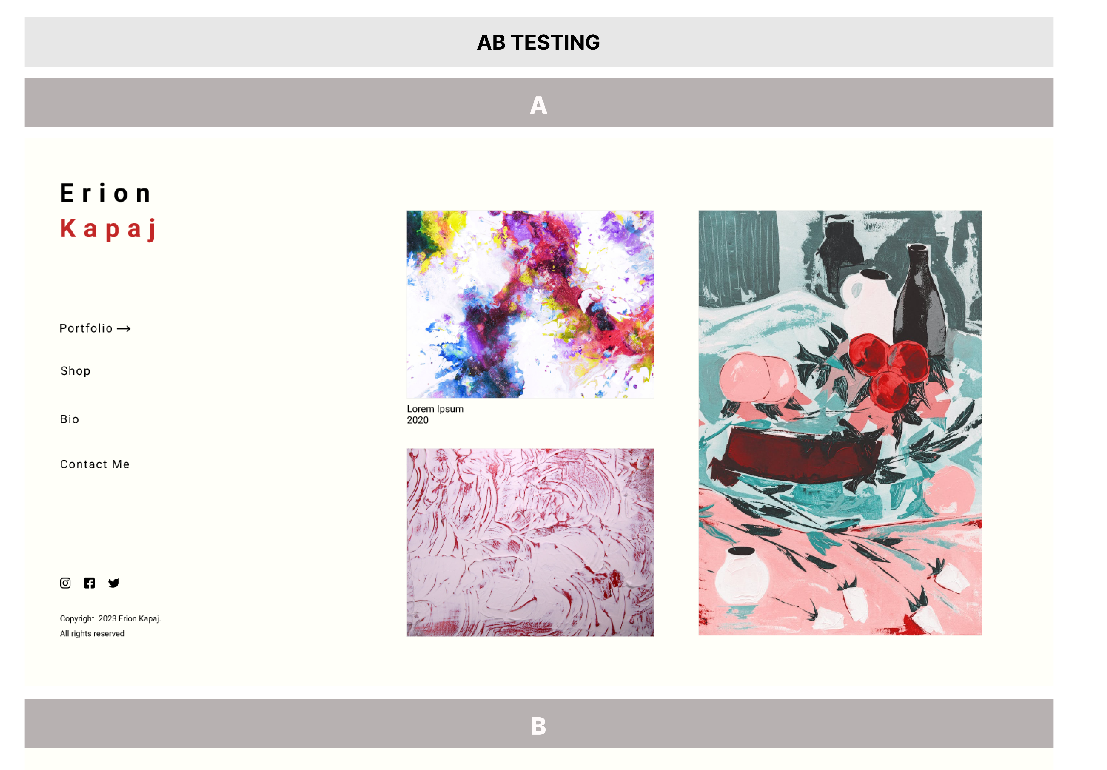 AB TESTING
A
Erion
Kapaj
Portfolio →
Shop
Bio
Contact Me
Lorem Ipsum
2020
Copyright 2023 Erion Kapaj.
All rights reserved
B